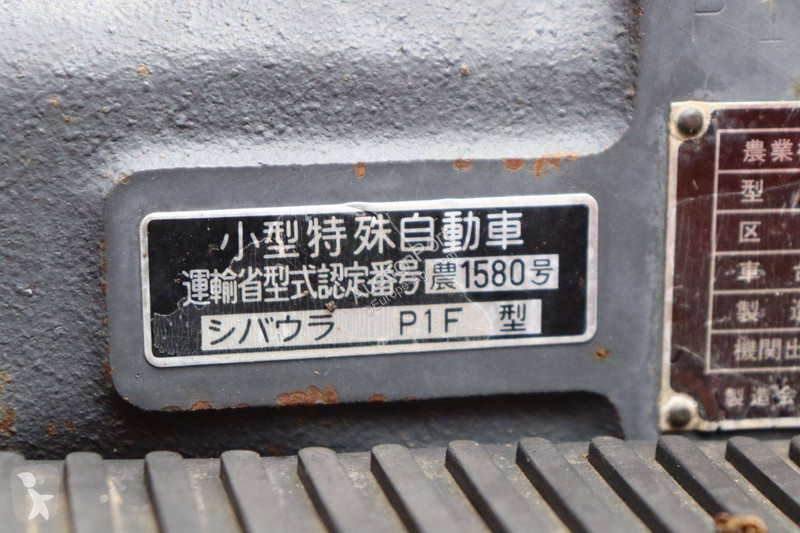 小型特殊自動車
運輸省型式認定番号農1580号
シバウラ P1F 型
農業
型
区
車
製造
機関出
製造会